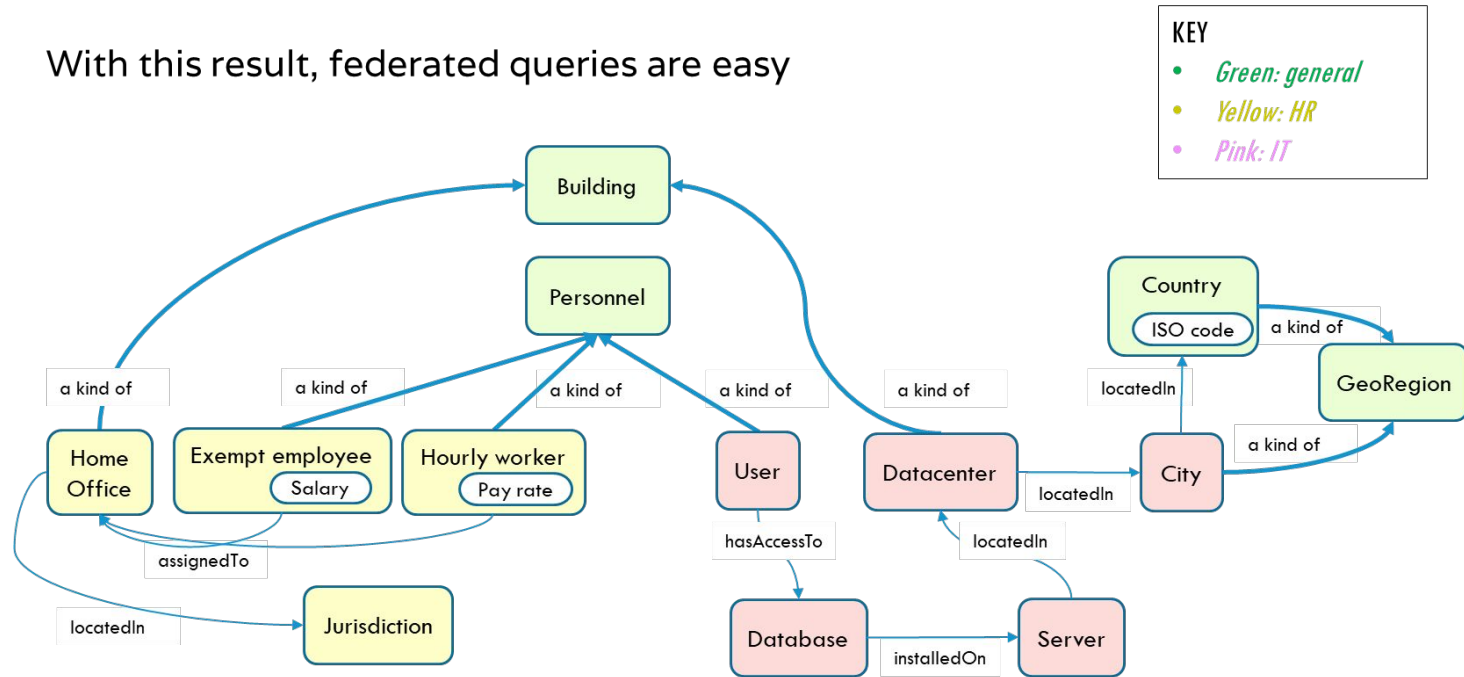 With this result, federated queries are easy
KEY
• Green: general
• Yellow: HR
• Pink: IT
Building
Personnel
Country
ISO code
a kind of
GeoRegion
locatedIn
a kind of
a kind of
a kind of
a kind of
a kind of
a kind of
Home
Office
Exempt employee
Salary
Hourly worker
Pay rate
User
Datacenter
locatedIn
City
assignedTo
hasAccessTo
locatedIn
locatedIn
Jurisdiction
Database
installedOn
Server